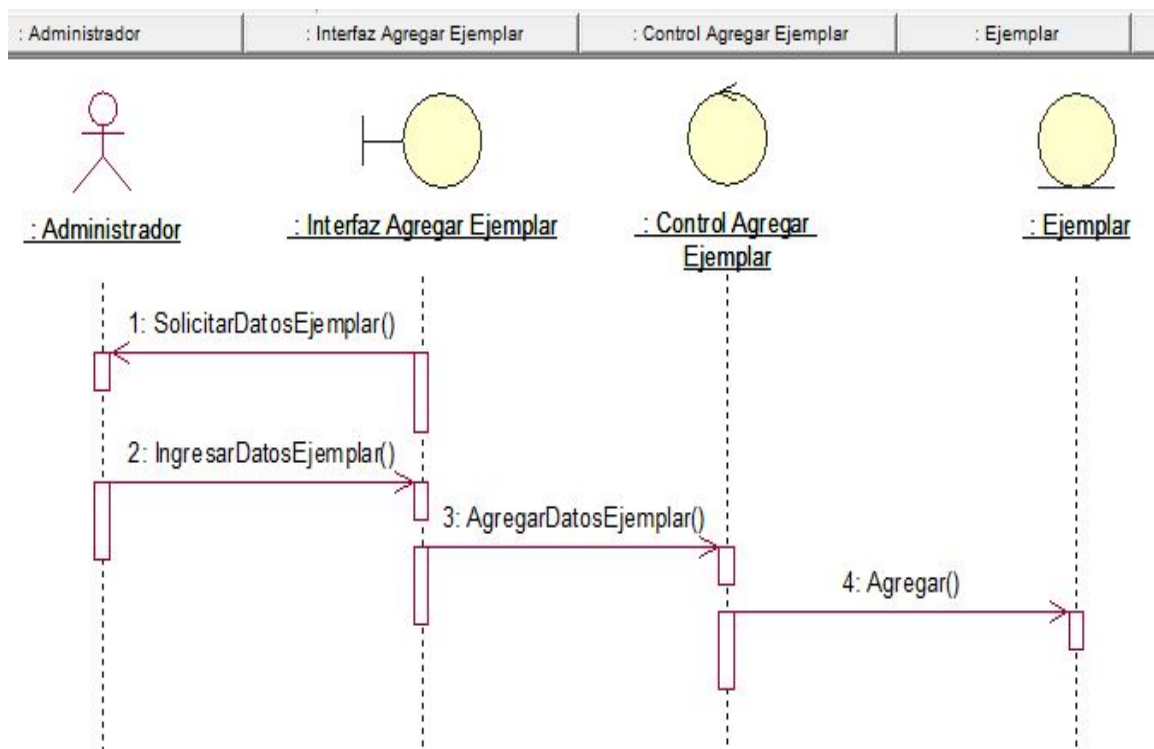 : Administrador
: Interfaz Agregar Ejemplar
: Control Agregar Ejemplar
: Ejemplar
: Administrador
: Interfaz Agregar Ejemplar
: Control Agregar
Ejemplar
: Ejemplar
1: SolicitarDatosEjemplar()
2: IngresarDatosEjemplar()
3: AgregarDatosEjemplar()
4: Agregar()